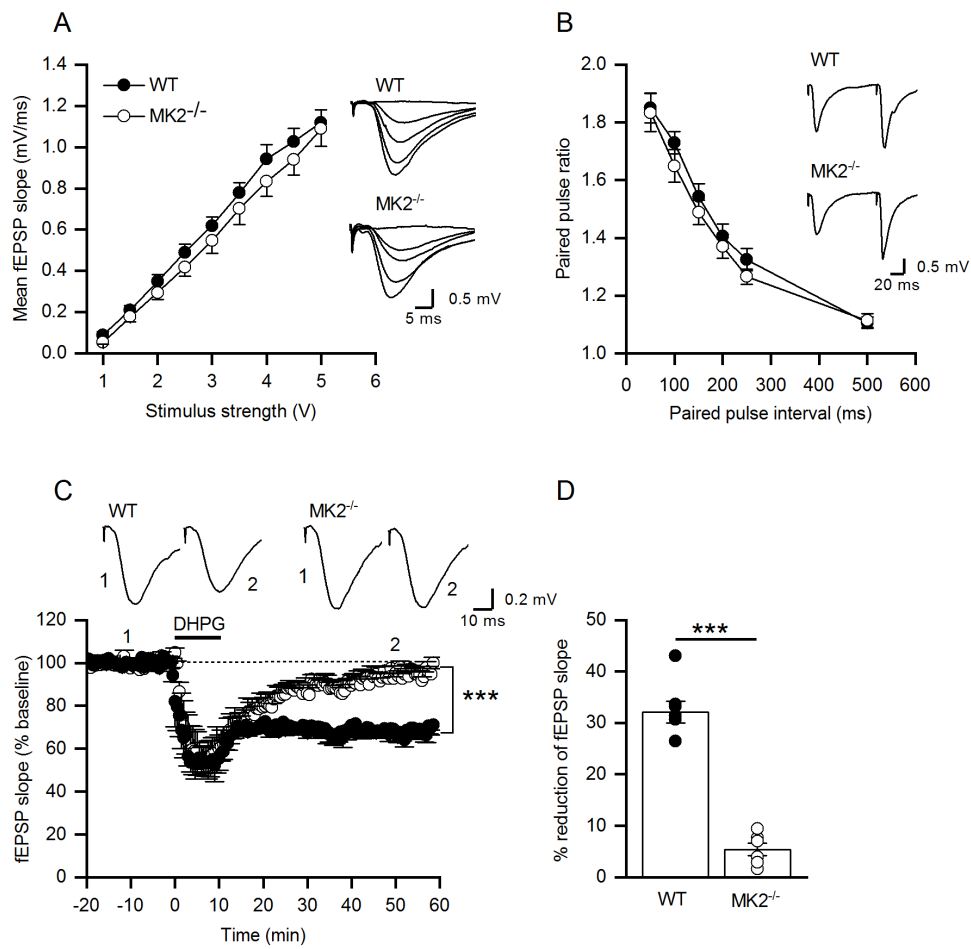 A
Mean fEPSP slope (mV/ms)
1.4
1.2
1.0
0.8
0.6
0.4
0.2
0.0
WT
MK2-/-
WT
MK2-/-
0.5 mV
5 ms
1 2 3 4 5 6
Stimulus strength (V)
B
Paired pulse ratio
2.0
1.8
1.6
1.4
1.2
1.0
WT
MK2-/-
0.5 mV
20 ms
0 100 200 300 400 500 600
Paired pulse interval (ms)
C
WT
MK2-/-
1 2 1 2
0.2 mV
10 ms
fEPSP slope (% baseline)
120
100
80
60
40
20
0
1
DHPG
2
***
-20 -10 0 10 20 30 40 50 60
Time (min)
D
% reduction of fEPSP slope
50
40
30
20
10
0
***
WT MK2-/-